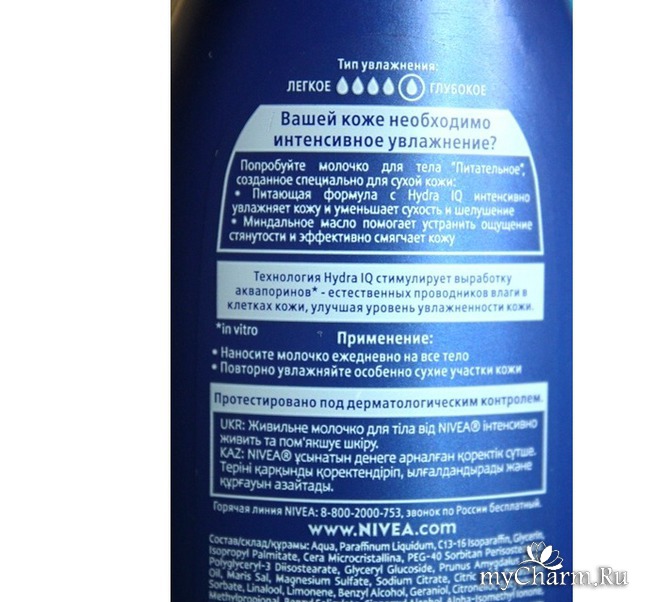 Тип увлажнения:
ЛЕГКОЕ ГЛУБОКОЕ
Вашей коже необходимо
интенсивное увлажнение?
Попробуйте молочко для тела "Питательное",
созданное специально для сухой кожи:
• Питающая формула с Hydra IQ интенсивно
увлажняет кожу и уменьшает сухость и шелушение
• Миндальное масло помогает устранить ощущение
стянутости и эффективно смягчает кожу
Технология Hydra IQ стимулирует выработку
аквапоринов* - естественных проводников влаги в
клетках кожи, улучшая уровень увлажненности кожи.
*in vitro
Применение:
• Наносите молочко ежедневно на все тело
• Повторно увлажняйте особенно сухие участки кожи
Протестировано под дерматологическим контролем.
UKR: Живильне молочко для тіла від NIVEA® інтенсивно
живить та пом'якшує шкіру.
KAZ: NIVEA® ұсынатын денеге арналған қоректік сүтше.
Теріні қарқынды қоректендіріп, ылғалдандырады және
құрғауын азайтады.
Горячая линия NIVEA: 8-800-2000-753, звонок по России бесплатный.
www.NIVEA.com
Состав/склад/құрамы: Aqua, Paraffinum Liquidum, C13-16 Isoparaffin, Glycerin,
Isopropyl Palmitate, Cera Microcristallina, PEG-40 Sorbitan Perisostearate,
Polyglyceryl-3 Diisostearate, Glyceryl Glucoside, Prunus Amygdalus
Oil, Maris Sal, Magnesium Sulfate, Sodium Citrate, Citric
Sorbate, Linalool, Limonene, Benzyl Alcohol, Geraniol, Citronellol,
myCharm.Ru